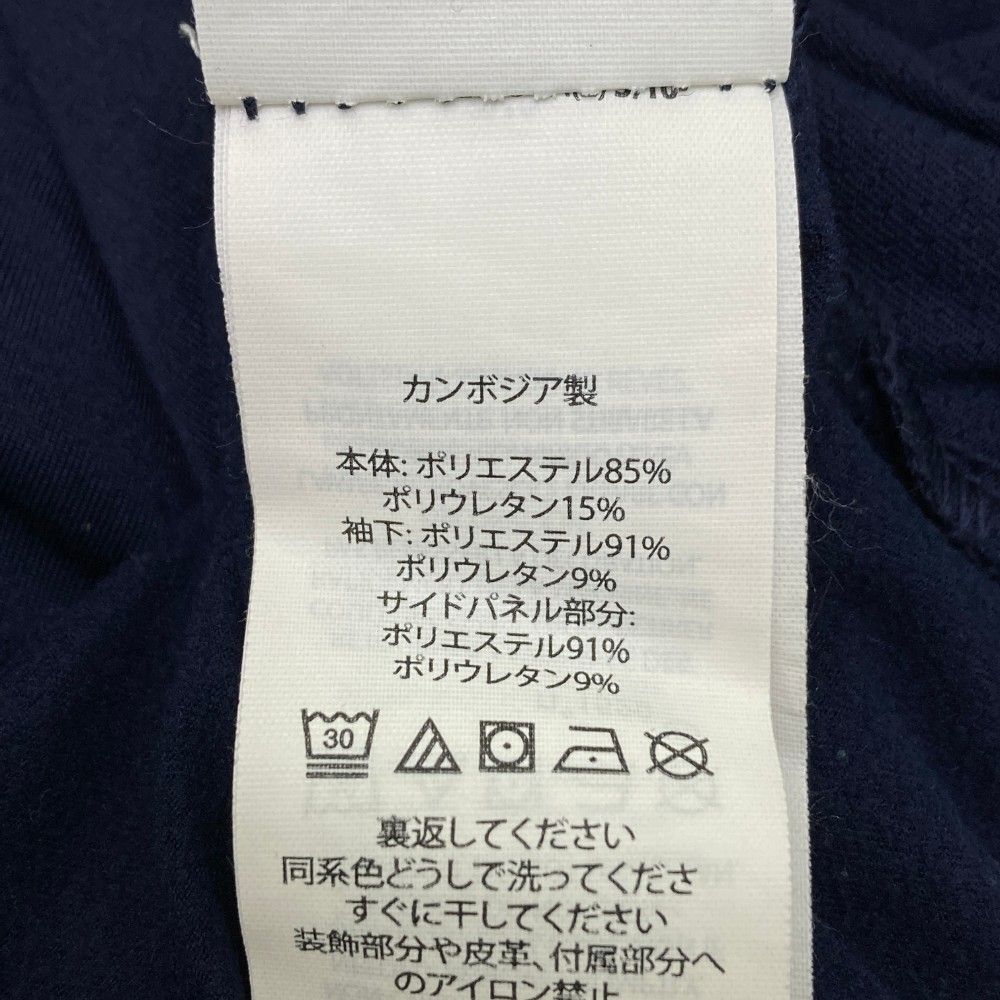 カンボジア製
本体: ポリエステル85%
ポリウレタン15%
袖下: ポリエステル91%
ポリウレタン9%
サイドパネル部分:
ポリエステル91%
ポリウレタン9%
30
裏返してください
同系色どうしで洗ってくださ
すぐに干してください
装飾部分や皮革、付属部分へ
のアイロン禁止